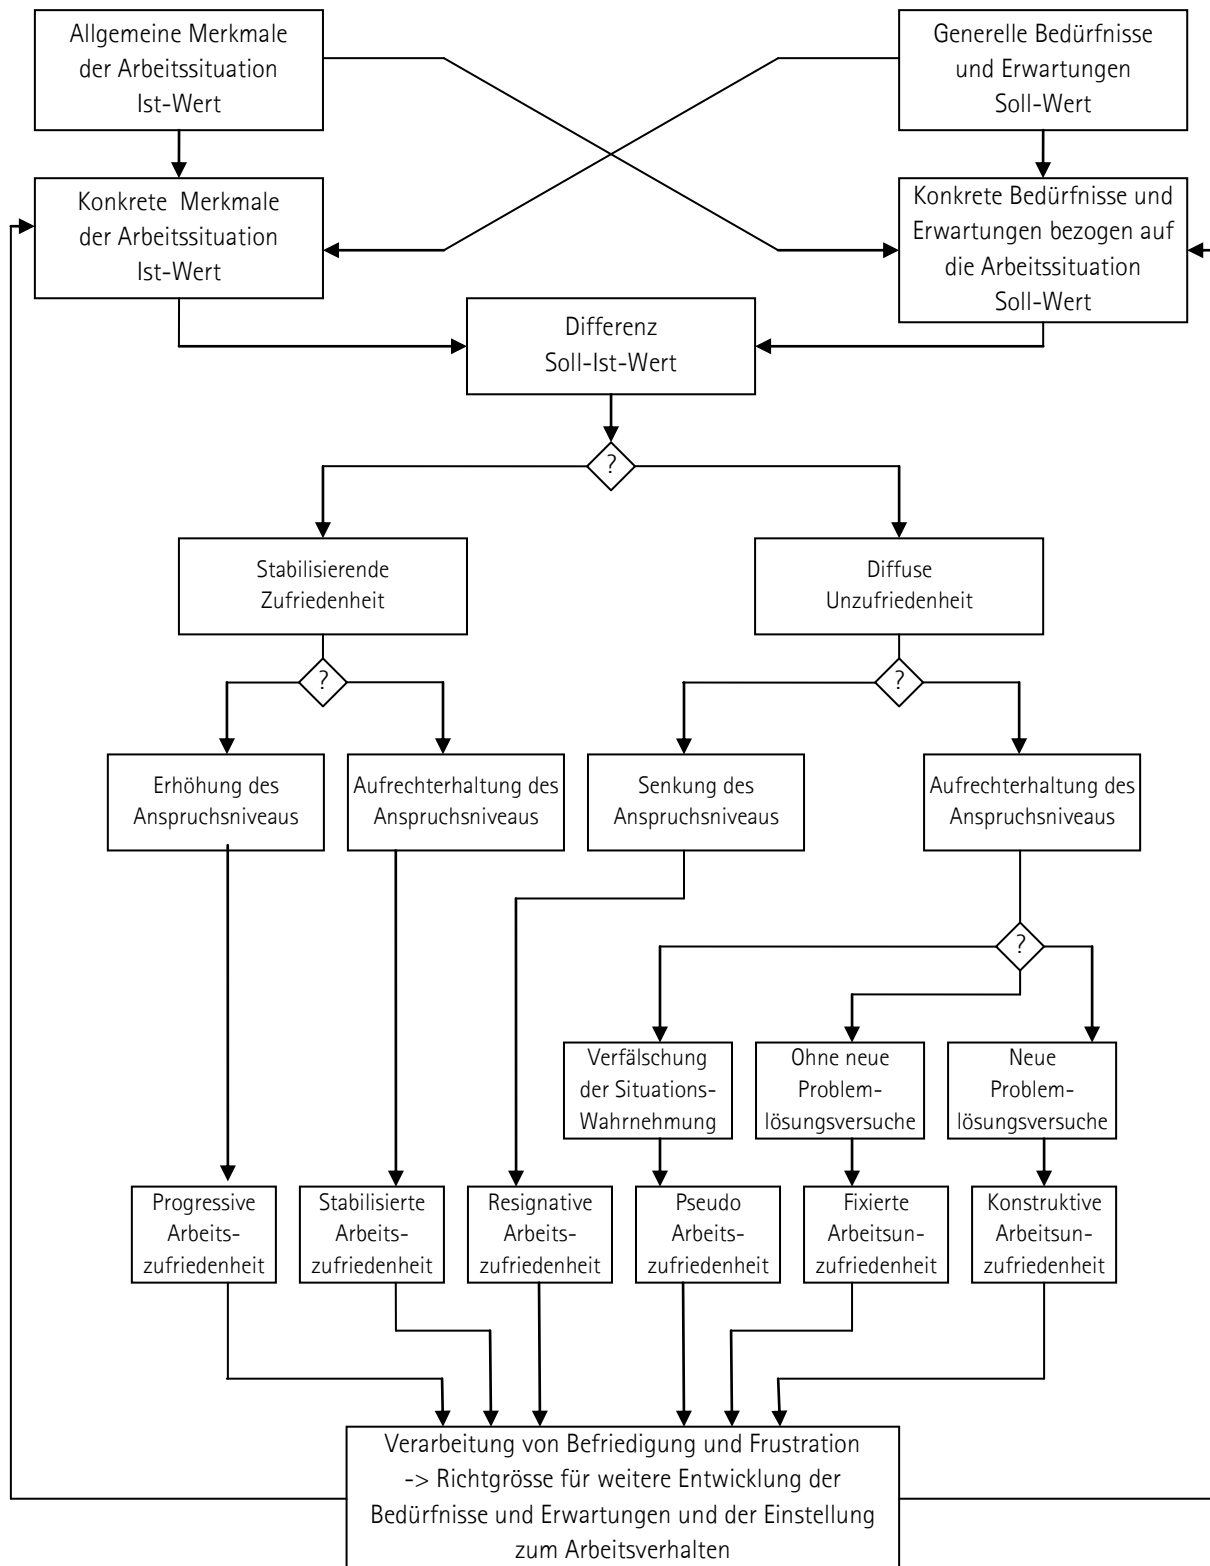 Allgemeine Merkmale
der Arbeitssituation
Ist-Wert
Generelle Bedürfnisse
und Erwartungen
Soll-Wert
Konkrete Merkmale
der Arbeitssituation
Ist-Wert
Konkrete Bedürfnisse und
Erwartungen bezogen auf
die Arbeitssituation
Soll-Wert
Differenz
Soll-Ist-Wert
?
Stabilisierende
Zufriedenheit
Diffuse
Unzufriedenheit
?
?
Erhöhung des
Anspruchsniveaus
Aufrechterhaltung des
Anspruchsniveaus
Senkung des
Anspruchsniveaus
Aufrechterhaltung des
Anspruchsniveaus
?
Verfälschung
der Situations-
Wahrnehmung
Ohne neue
Problem-
lösungsversuche
Neue
Problem-
lösungsversuche
Progressive
Arbeits-
zufriedenheit
Stabilisierte
Arbeits-
zufriedenheit
Resignative
Arbeits-
zufriedenheit
Pseudo
Arbeits-
zufriedenheit
Fixierte
Arbeitsun-
zufriedenheit
Konstruktive
Arbeitsun-
zufriedenheit
Verarbeitung von Befriedigung und Frustration
-> Richtgrösse für weitere Entwicklung der
Bedürfnisse und Erwartungen und der Einstellung
zum Arbeitsverhalten